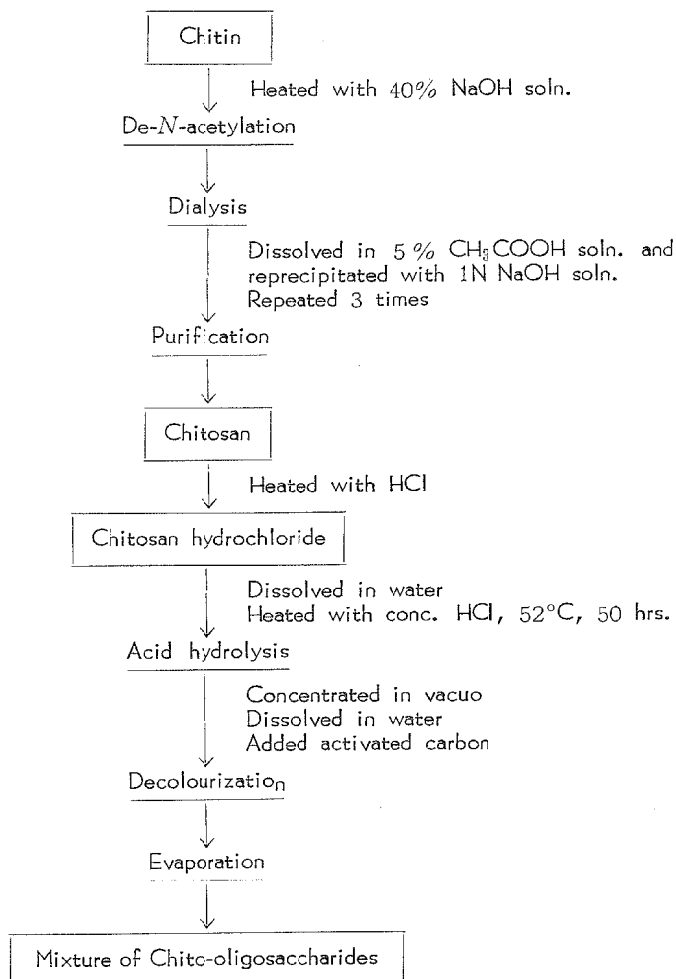 Chitin
Heated with 40% NaOH soln.
De-N-acetylation
Dialysis
Dissolved in 5 % CH₃COOH soln. and
reprecipitated with 1N NaOH soln.
Repeated 3 times
Purification
Chitosan
Heated with HCl
Chitosan hydrochloride
Dissolved in water
Heated with conc. HCl, 52°C, 50 hrs.
Acid hydrolysis
Concentrated in vacuo
Dissolved in water
Added activated carbon
Decolourization
Evaporation
Mixture of Chito-oligosaccharides